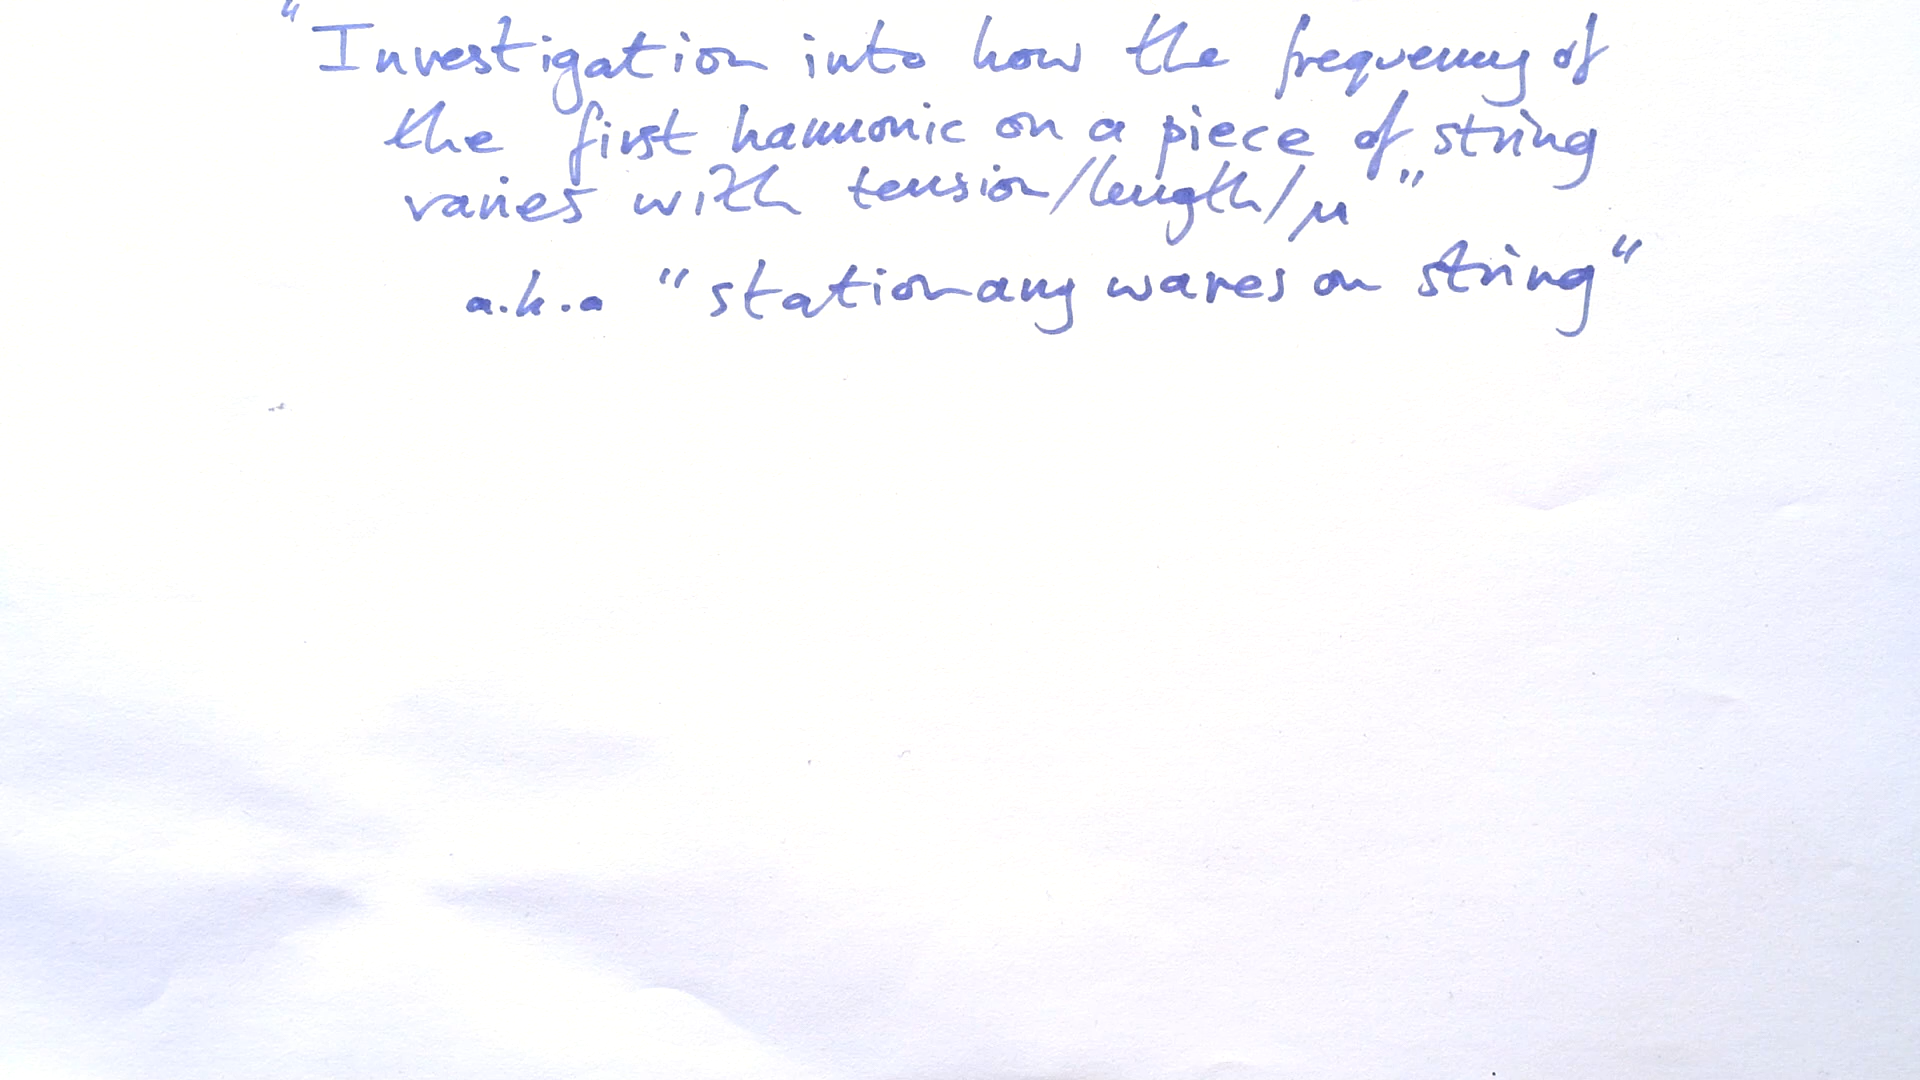 "Investigation into how the frequency of
the first harmonic on a piece of string
varies with tension/length/μ"
a.k.a "stationary waves on string"